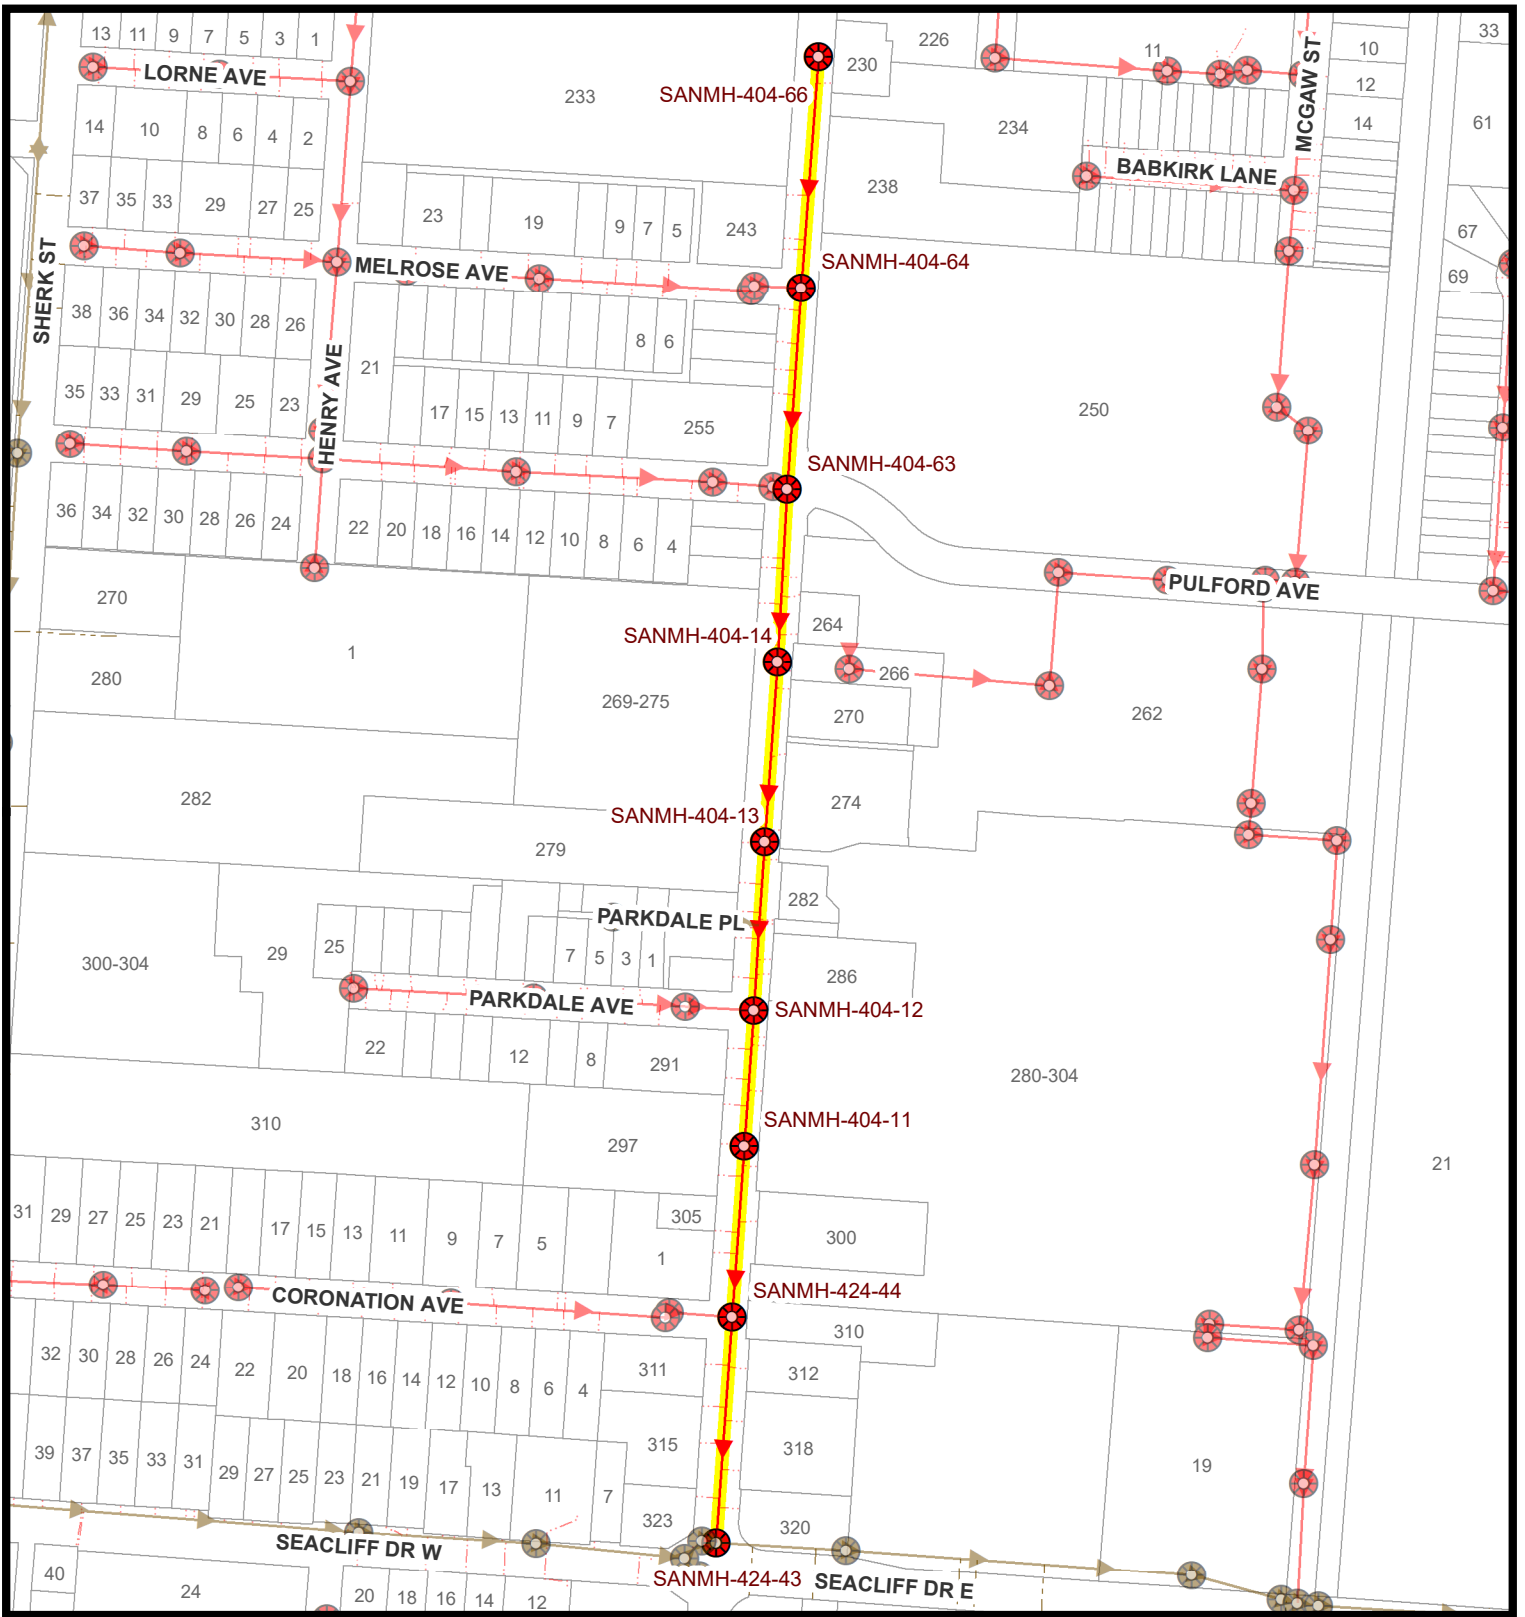 13 11 9 7 5 3 1
LORNE AVE
230
226
11
MCGAW ST
10
33
12
SANMH-404-66
233
14 10 8 6 4 2
234
14
61
BABKIRK LANE
37 35 33 29 27 25
23 19 9 7 5 243
238
67
SHERK ST
MELROSE AVE
SANMH-404-64
69
38 36 34 32 30 28 26
8 6
HENRY AVE
21
35 33 31 29 25 23
17 15 13 11 9 7 255
250
SANMH-404-63
36 34 32 30 28 26 24
22 20 18 16 14 12 10 8 6 4
PULFORD AVE
270
264
SANMH-404-14
1
280
266
269-275
270
262
282
274
SANMH-404-13
279
282
PARKDALE PL
25
29
7 5 3 1
300-304
286
PARKDALE AVE
SANMH-404-12
22 12 8 291
280-304
310
297
SANMH-404-11
21
31 29 27 25 23 21 17 15 13 11 9 7 5
305
1
300
SANMH-424-44
CORONATION AVE
310
32 30 28 26 24 22 20 18 16 14 12 10 8 6 4
311
312
39 37 35 33 31 29 27 25 23 21 19 17 13 11 7
315
318
19
323
320
SEACLIFF DR W
SANMH-424-43
SEACLIFF DR E
40
24
20 18 16 14 12